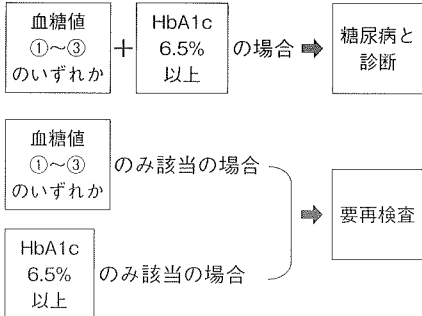 血糖値
①～③
のいずれか
＋
HbA1c
6.5%
以上
の場合
糖尿病と
診断
血糖値
①～③
のいずれか
のみ該当の場合
HbA1c
6.5%
以上
のみ該当の場合
要再検査